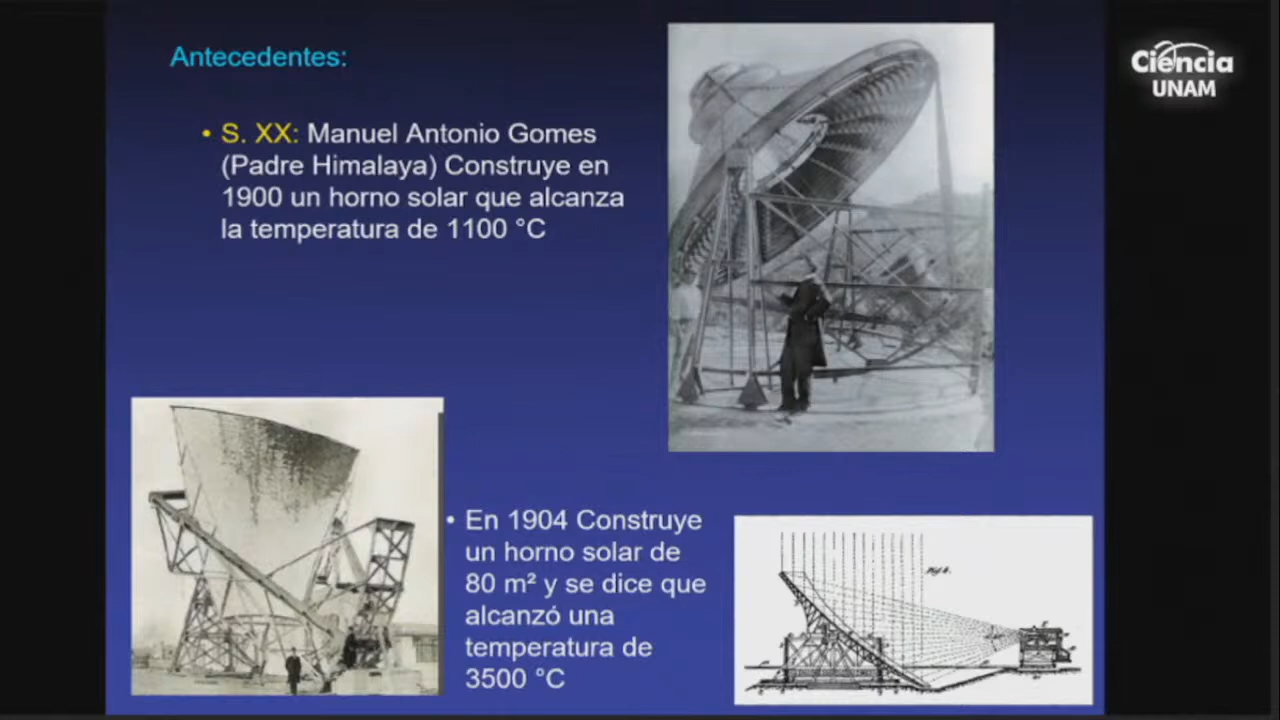 Antecedentes:
• S. XX: Manuel Antonio Gomes
(Padre Himalaya) Construye en
1900 un horno solar que alcanza
la temperatura de 1100 °C
• En 1904 Construye
un horno solar de
80 m² y se dice que
alcanzó una
temperatura de
3500 °C
Ciencia
UNAM